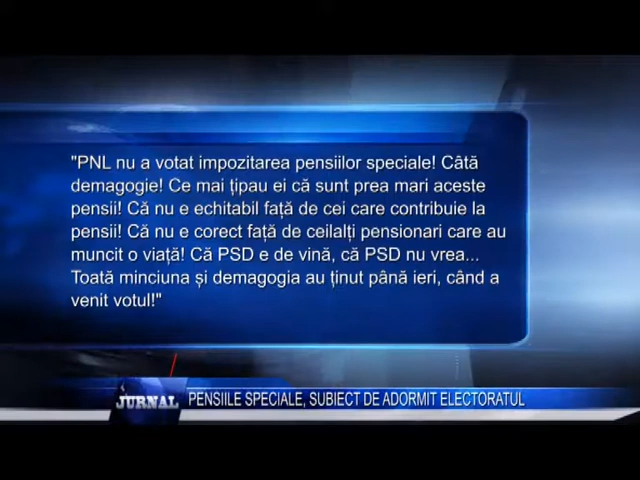 "PNL nu a votat impozitarea pensiilor speciale! Câtă
demagogie! Ce mai țipau ei că sunt prea mari aceste
pensii! Că nu e echitabil față de cei care contribuie la
pensii! Că nu e corect față de ceilalți pensionari care au
muncit o viață! Că PSD e de vină, că PSD nu vrea...
Toată minciuna și demagogia au ținut până ieri, când a
venit votul!"
JURNAL PENSIILE SPECIALE, SUBIECT DE ADORMIT ELECTORATUL